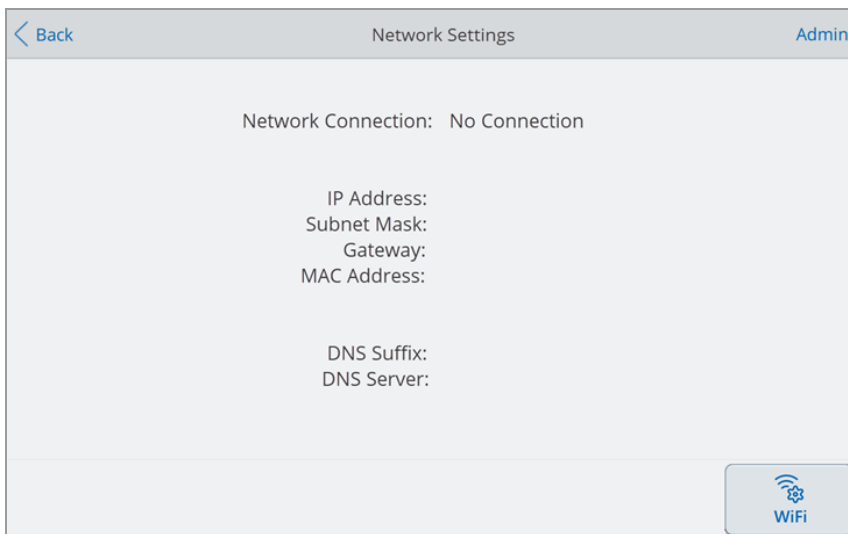 Back
Network Settings
Admin
Network Connection: No Connection
IP Address:
Subnet Mask:
Gateway:
MAC Address:
DNS Suffix:
DNS Server:
WiFi